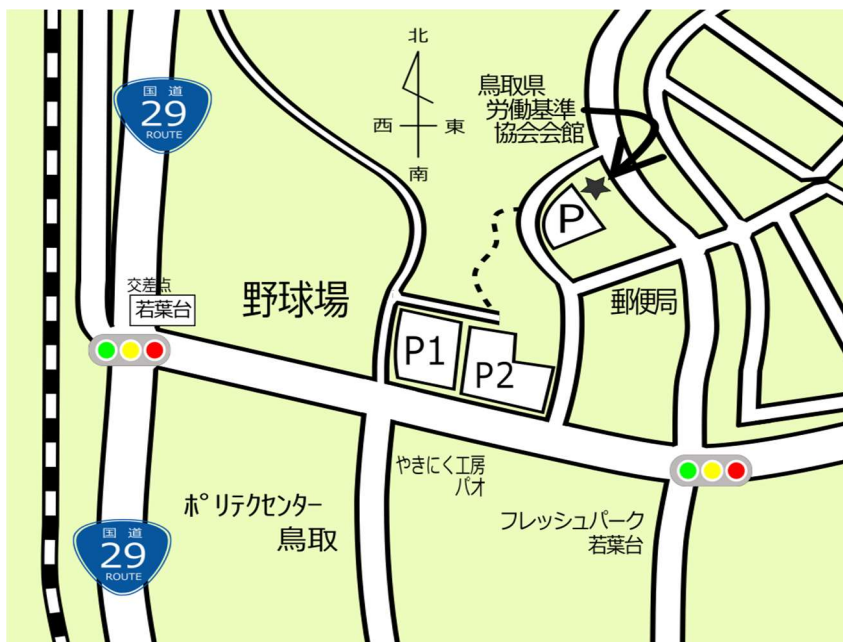 北
西 東
南
国道
29
ROUTE
鳥取県
労働基準
協会会館
P
交差点
若葉台
野球場
郵便局
P1
P2
やきにく工房
パオ
ポリテクセンター
鳥取
フレッシュパーク
若葉台
国道
29
ROUTE